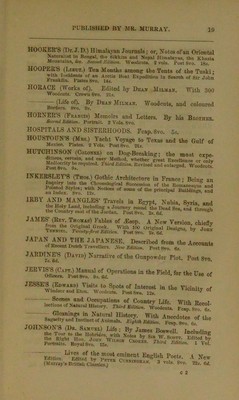 PUBLISHED BY MR. MURRAY. 19
HOOKER'S (Dr. J. D.) Himalayan Journals; or, Notes of an Oriental
Naturalist in Bengal, the Sikkim and Nepal Himalayas, the Khasia
Mountains, &c. Second Edition. Woodcuts. 2 vols. Post 8vo. 18s.
HOOPER'S (Lieut.) Ten Months among the Tents of the Tuski;
with Incidents of an Arctic Boat Expedition in Search of Sir John
Franklin. Plates 8vo. 14s.
HORACE (Works of). Edited by Dean Milman. With 300
Woodcuts. Crown 8vo. 21s.
(Life of). By Dean Milman. Woodcuts, and coloured
Borders. 8vo. 9s.
HORNER'S (Francis) Memoirs and Letters. By his Brother.
Second Edition. Portrait. 2 Vols. 8vo.
HOSPITALS AND SISTERHOODS. Fcap. 8vo.
HOUSTOUN'S (Mrs.) Yacht Voyage to Texas and the Gulf of
Mexico. Plates. 2 Vols. Post 8vo. 21s.
HUTCHINSON (Colonel) on Dog-Breaking; the most expeditious,
certain, and easy Method, whether great Excellence or only
Mediocrity be required. Third Edition. Revised and enlarged. Woodcuts.
Post 8vo.
INKERSLEY'S (Thos.) Gothic Architecture in France; Being an
Inquiry into the Chronological Succession of the Romanesque and
Pointed Styles; with Notices of some of the principal Buildings, and
an Index. 8vo. 12s.
IRBY AND MANGLES' Travels in Egypt, Nubia, Syria, and
the Holy Land, including a Journey round the Dead Sea, and through
the Country east of the Jordan. Post 8vo. 2s. 6d.
JAMES' (Rev. Thomas) Fables of Æsop. A New Version, chiefly
from the Original Greek. With 100 Original Designs, by John
Tenniel. Post 8vo. 2s. 6d.
JAPAN AND THE JAPANESE. Described from the Accounts
of Recent Dutch Travellers. New Edition. Post 8vo. 6s.
JARDINE'S (David) Narrative of the Gunpowder Plot. Post 8vo.
JERVIS'S (Capt.) Manual of Operations in the Field, for the Use of
Officers. Post 8vo. 9s. 6d.
JESSE'S (Edward) Visits to Spots of Interest in the Vicinity of
Windsor and Eton. Woodcuts. Post 8vo. 12s.
Scenes and Occupations of Country Life. With Recollections
of Natural History. Third Edition. Woodcuts. Fcap. 8vo. 6s.
Gleanings in Natural History. With Anecdotes of the
Sagacity and Instinct of Animals. Eighth Edition. Fcap. 8vo. 6s.
JOHNSON'S (Dr. Samuel) Life: By James Boswell. Including
the Tour to the Hebrides, with Notes by Sir W. Scott. Edited by
the Right Hon. John Wilson Croker. Third Edition. 1 Vol.
Portraits. Royal 8vo. 15s.
Lives of the most eminent English Poets. A New
Edition. Edited by Peter Cunningham. 3 vols. 8vo. 22s. 6d.
(Murray's British Classics.)